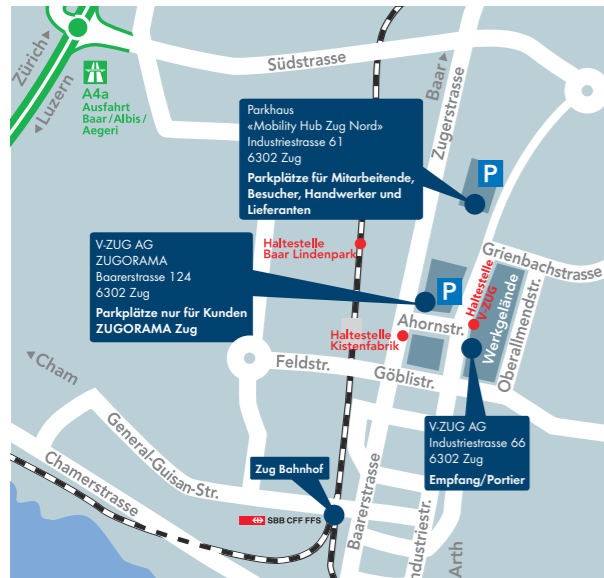 Zürich
Luzern
A4a
Ausfahrt
Baar/Albis/
Aegeri
Südstrasse
Baar
Zugerstrasse
Parkhaus
«Mobility Hub Zug Nord»
Industriestrasse 61
6302 Zug
Parkplätze für Mitarbeitende,
Besucher, Handwerker und
Lieferanten
P
V-ZUG AG
ZUGORAMA
Baarerstrasse 124
6302 Zug
Parkplätze nur für Kunden
ZUGORAMA Zug
Haltestelle
Baar Lindenpark
Grienbachstrasse
P
Haltestelle
V-ZUG
Werkgelände
Oberallmendstr.
Ahornstr.
Haltestelle
Kistenfabrik
Cham
Feldstr.
Göblistr.
General-Guisan-Str.
Chamerstrasse
V-ZUG AG
Industriestrasse 66
6302 Zug
Empfang/Portier
Zug Bahnhof
SBB CFF FFS
Baarerstrasse
Industriestr.
Arth